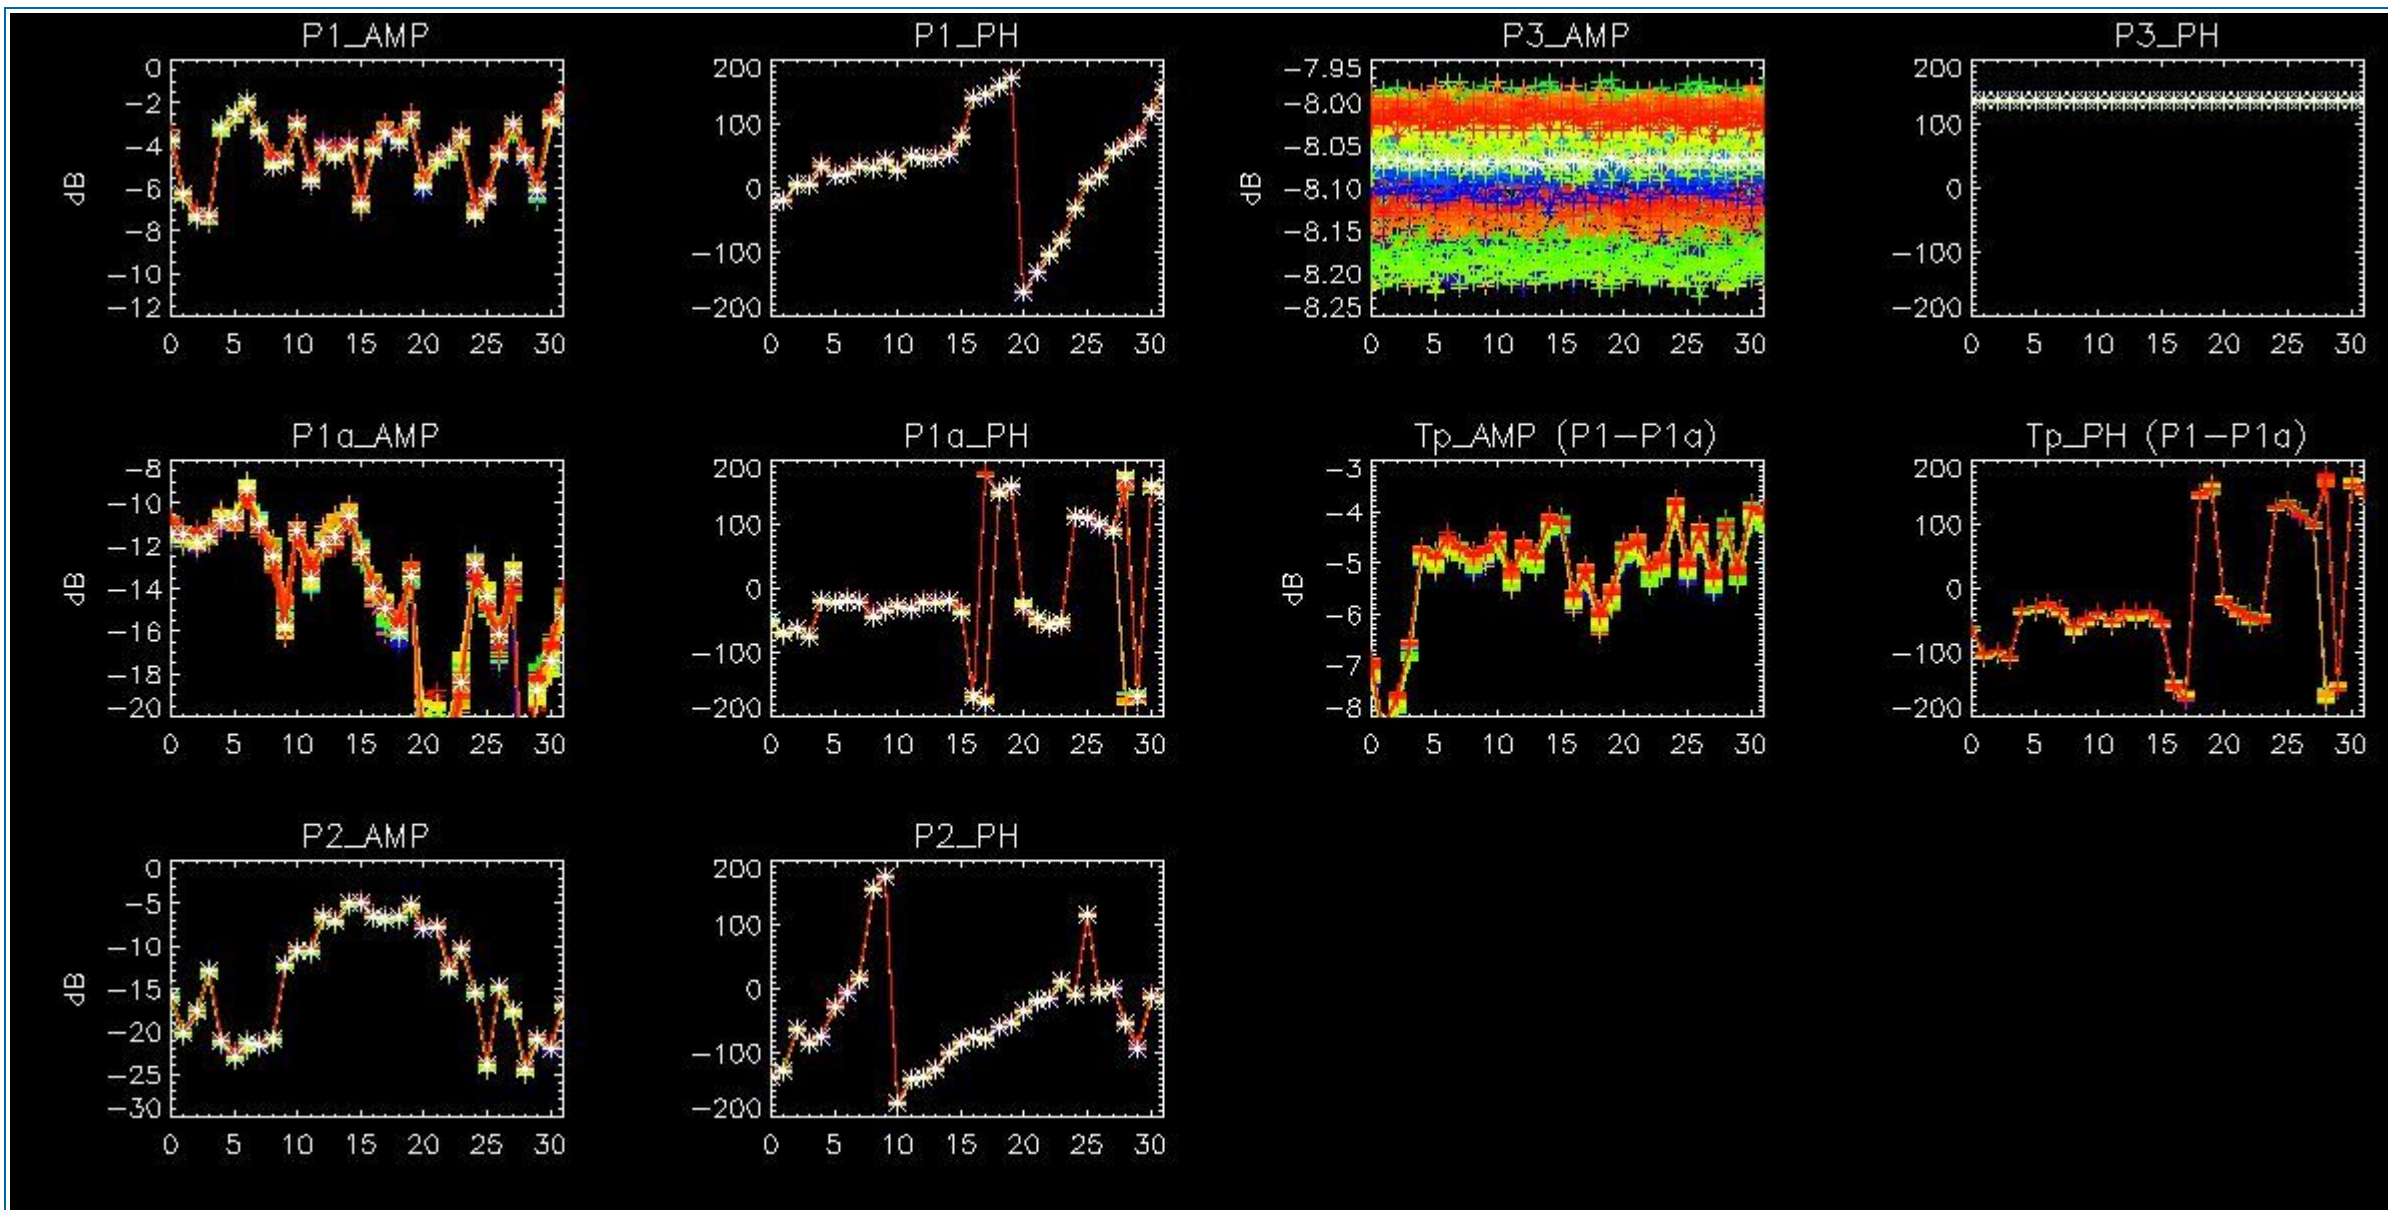 P1_AMP P1_PH P3_AMP P3_PH
0 200 −7.95 200
−2 100 −8.00 100
−4 0 −8.05 0
−6 −100 −8.10 −100
−8 −200 −8.15 −200
−10 −8.20
−12 −8.25
dB dB
0 5 10 15 20 25 30 0 5 10 15 20 25 30 0 5 10 15 20 25 30 0 5 10 15 20 25 30
P1a_AMP P1a_PH Tp_AMP (P1−P1a) Tp_PH (P1−P1a)
−8 200 −3 200
−10 100 −4 100
−12 0 −5 0
−14 −100 −6 −100
−16 −200 −7 −200
−18 −8
−20
dB dB
0 5 10 15 20 25 30 0 5 10 15 20 25 30 0 5 10 15 20 25 30 0 5 10 15 20 25 30
P2_AMP P2_PH
0 200
−5 100
−10 0
−15 −100
−20 −200
−25
−30
dB
0 5 10 15 20 25 30 0 5 10 15 20 25 30